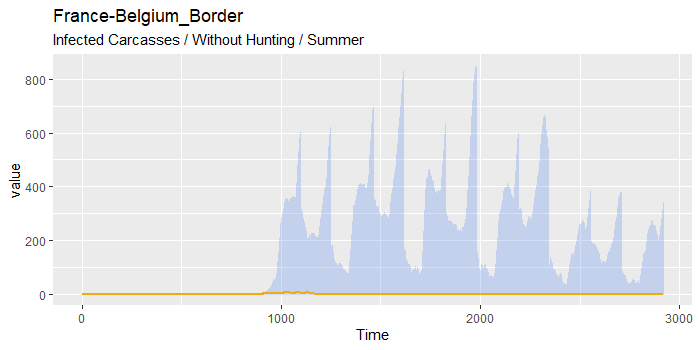 France-Belgium_Border
Infected Carcasses / Without Hunting / Summer
value
800
600
400
200
0
0
1000
2000
3000
Time